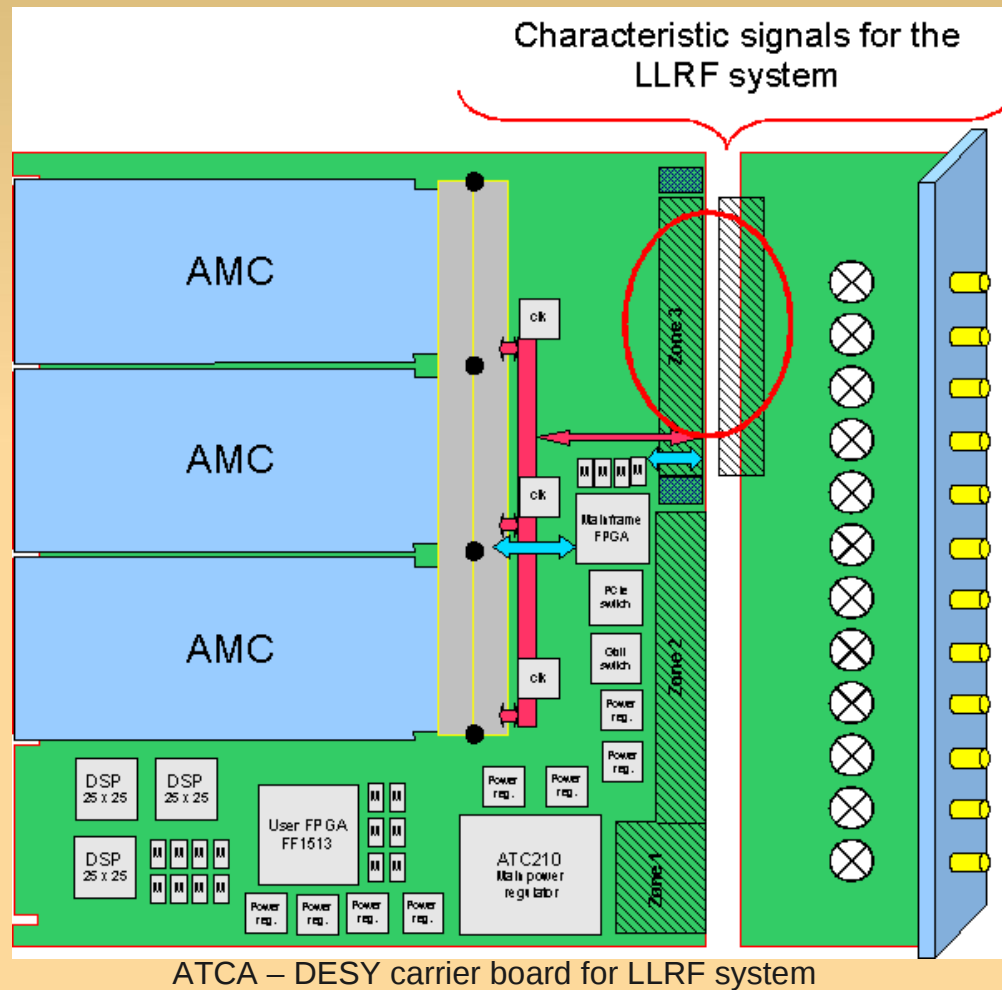 Characteristic signals for the
LLRF system
AMC
AMC
AMC
clk
clk
clk
Zone 3
M
M
M
M
Mainframe
FPGA
PCIe
switch
Gbit
switch
Zone 2
Power
reg.
Power
reg.
Power
reg.
Power
reg.
DSP
25 x 25
DSP
25 x 25
DSP
25 x 25
M
M
M
M
M
M
M
M
User FPGA
FF1513
M
M
M
M
M
M
Power
reg.
Power
reg.
Power
reg.
Power
reg.
ATC210
Main power
regulator
Zone 1
ATCA – DESY carrier board for LLRF system